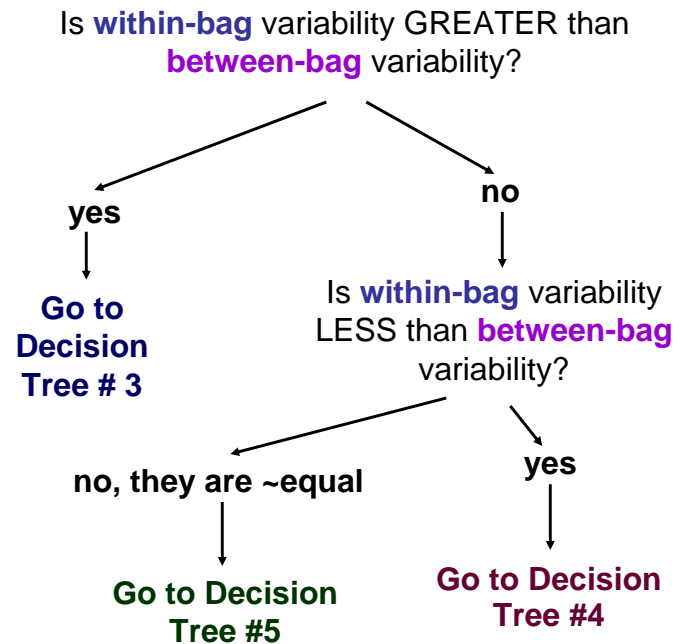 Is within-bag variability GREATER than
between-bag variability?
yes
no
Go to
Decision
Tree # 3
Is within-bag variability
LESS than between-bag
variability?
no, they are ~equal
yes
Go to Decision
Tree #5
Go to Decision
Tree #4